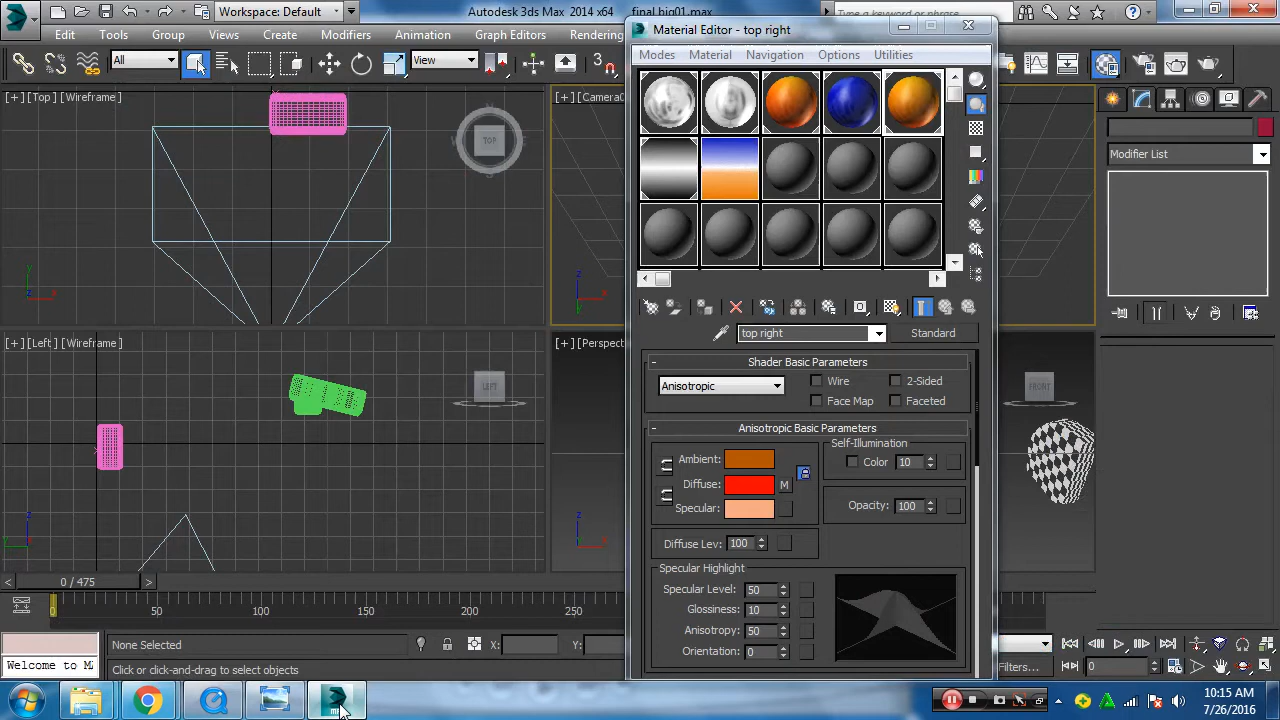 Workspace: Default
Autodesk 3ds Max 2014 x64 final big01.max
Edit Tools Group Views Create Modifiers Animation Graph Editors Rendering
All
View
3
[+] [Top] [Wireframe]
TOP
[+] [Camera0
[+] [Left] [Wireframe]
LEFT
[+] [Perspect
FRONT
Material Editor - top right
Modes Material Navigation Options Utilities
top right
Standard
Shader Basic Parameters
Anisotropic
Wire
2-Sided
Face Map
Faceted
Anisotropic Basic Parameters
Ambient:
Diffuse:
M
Specular:
Self-Illumination
Color 10
Opacity: 100
Diffuse Lev: 100
Specular Highlight
Specular Level: 50
Glossiness: 10
Anisotropy: 50
Orientation: 0
Modifier List
< 0 / 475 >
0 50 100 150 200 250
None Selected
X:
Y:
Welcome to M
Click or click-and-drag to select objects
Filters...
0
10:15 AM
7/26/2016